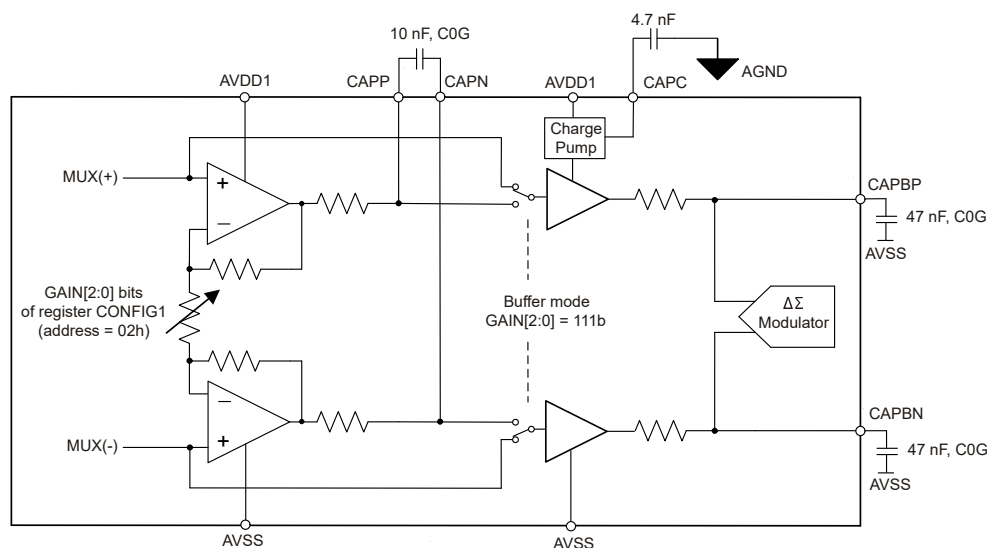 4.7 nF
10 nF, C0G
AGND
AVDD1
CAPP
CAPN
AVDD1
CAPC
Charge
Pump
MUX(+)
+
−
CAPBP
47 nF, C0G
AVSS
GAIN[2:0] bits
of register CONFIG1
(address = 02h)
Buffer mode
GAIN[2:0] = 111b
ΔΣ
Modulator
−
+
MUX(-)
CAPBN
47 nF, C0G
AVSS
AVSS
AVSS